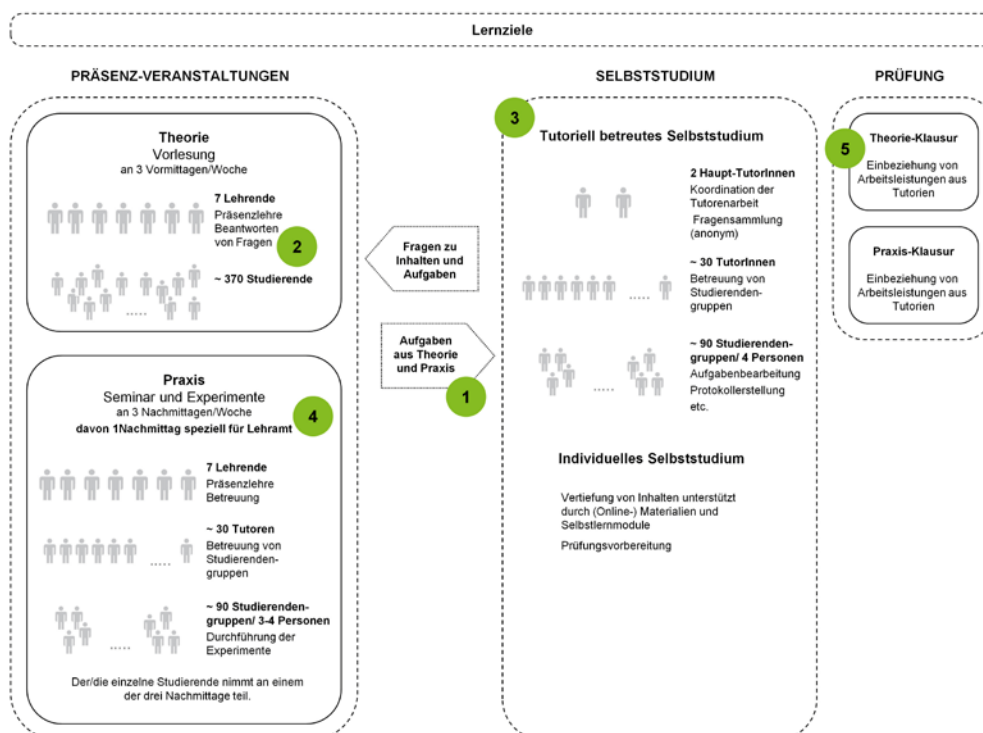 Lernziele
PRÄSENZ-VERANSTALTUNGEN
Theorie
Vorlesung
an 3 Vormittagen/Woche
7 Lehrende
Präsenzlehre
Beantworten
von Fragen
2
~ 370 Studierende
.....
Praxis
Seminar und Experimente
an 3 Nachmittagen/Woche
davon 1Nachmittag speziell für Lehramt
4
7 Lehrende
Präsenzlehre
Betreuung
~ 30 Tutoren
Betreuung von
Studierenden-
gruppen
.....
~ 90 Studierenden-
gruppen/ 3-4 Personen
Durchführung der
Experimente
.....
Der/die einzelne Studierende nimmt an einem
der drei Nachmittage teil.
Fragen zu
Inhalten und
Aufgaben
Aufgaben
aus Theorie
und Praxis
1
SELBSTSTUDIUM
3
Tutoriell betreutes Selbststudium
2 Haupt-TutorInnen
Koordination der
Tutorenarbeit
Fragensammlung
(anonym)
~ 30 TutorInnen
Betreuung von
Studierenden-
gruppen
.....
~ 90 Studierenden-
gruppen/ 4 Personen
Aufgabenbearbeitung
Protokollerstellung
etc.
.....
Individuelles Selbststudium
Vertiefung von Inhalten unterstützt
durch (Online-) Materialien und
Selbstlernmodule
Prüfungsvorbereitung
PRÜFUNG
5
Theorie-Klausur
Einbeziehung von
Arbeitsleistungen aus
Tutorien
Praxis-Klausur
Einbeziehung von
Arbeitsleistungen aus
Tutorien